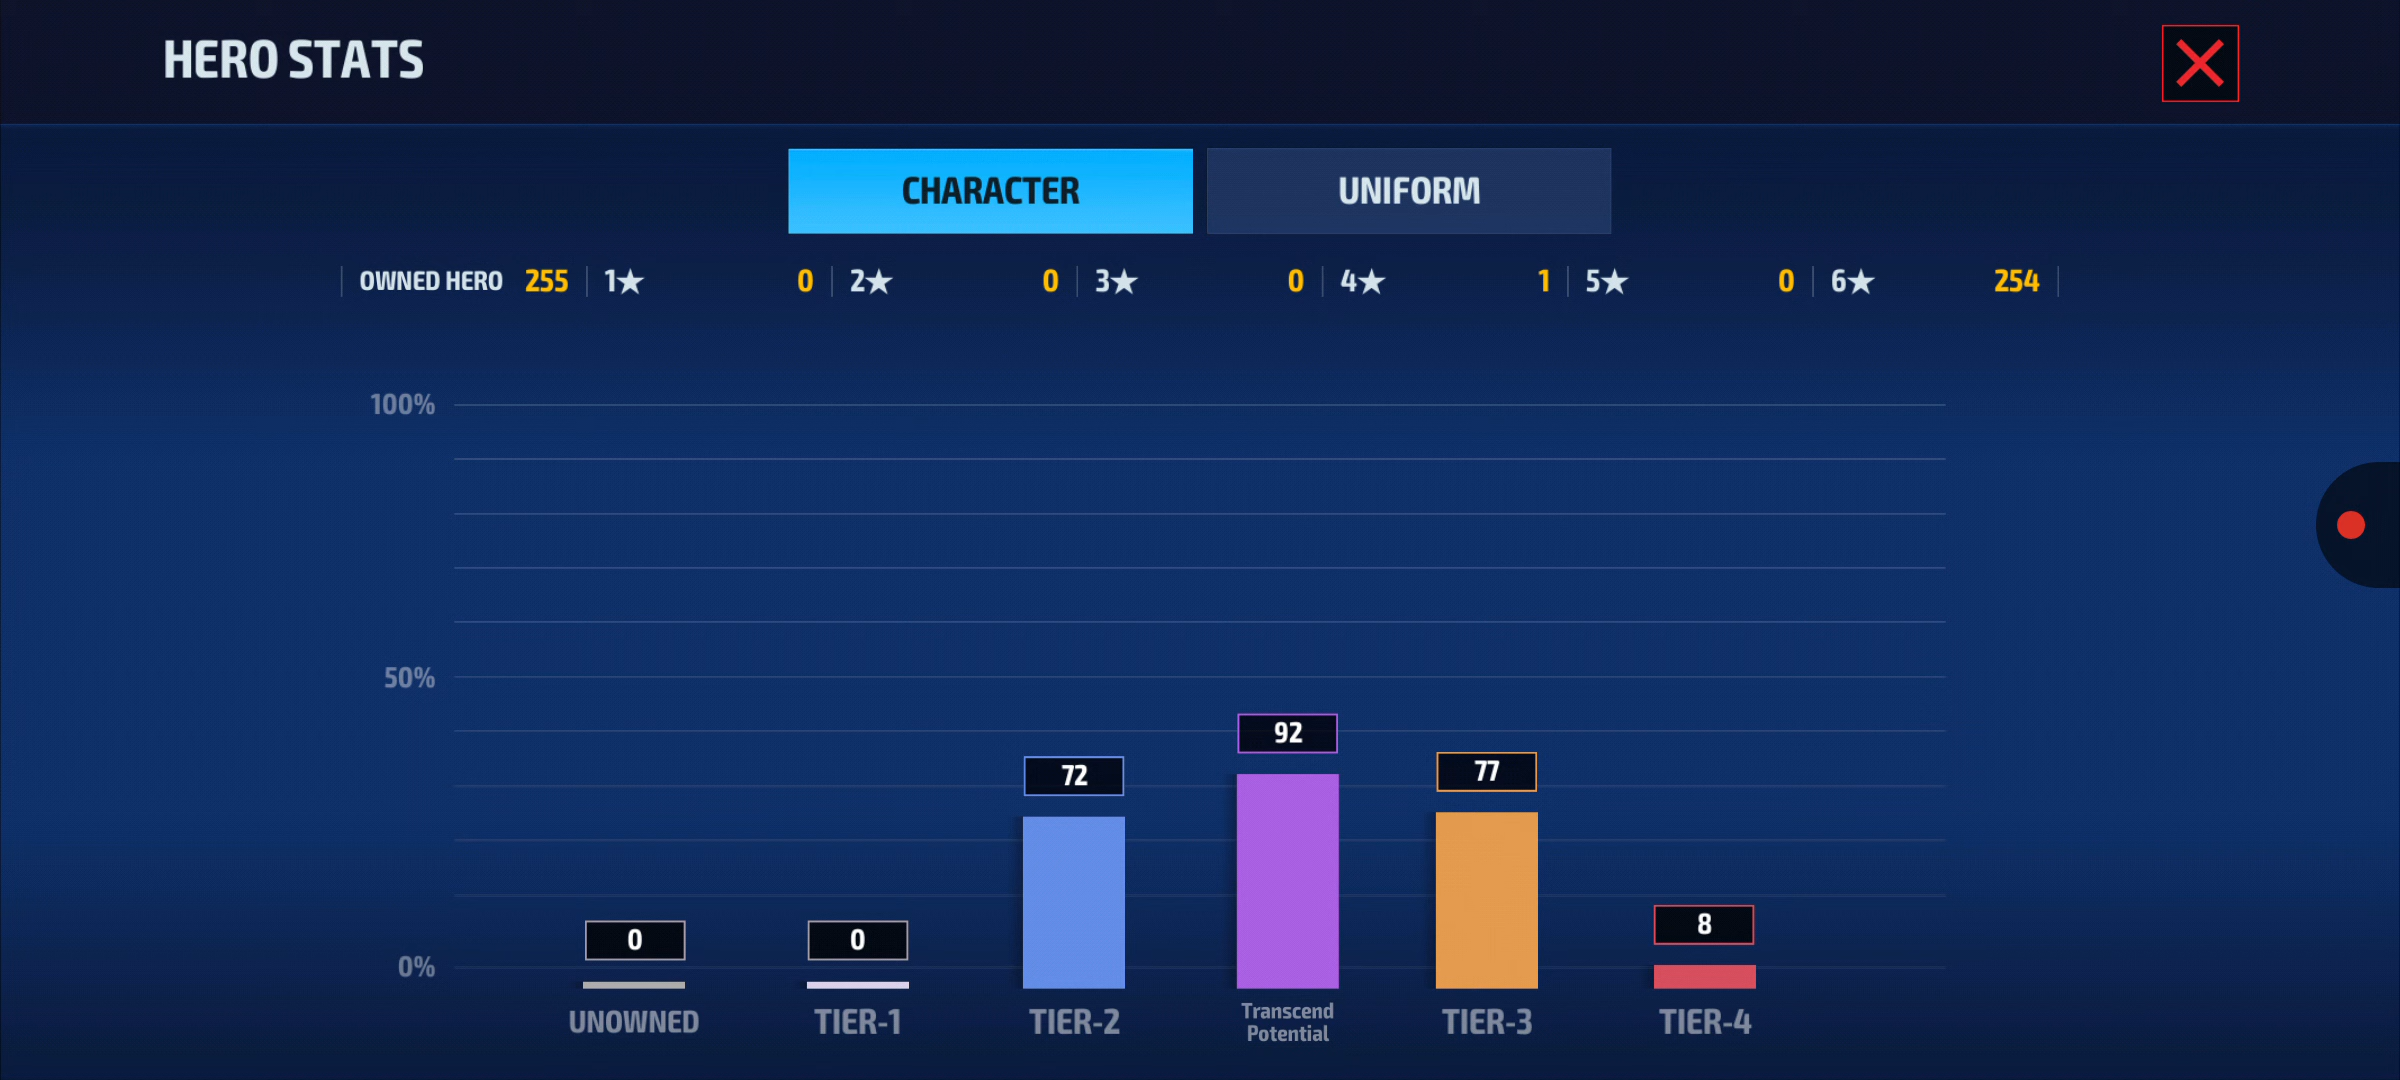 HERO STATS
CHARACTER UNIFORM
OWNED HERO 255 1★ 0 2★ 0 3★ 0 4★ 1 5★ 0 6★ 254
100%
50%
92
77
72
8
0 0
0%
UNOWNED TIER-1 TIER-2 Transcend Potential TIER-3 TIER-4